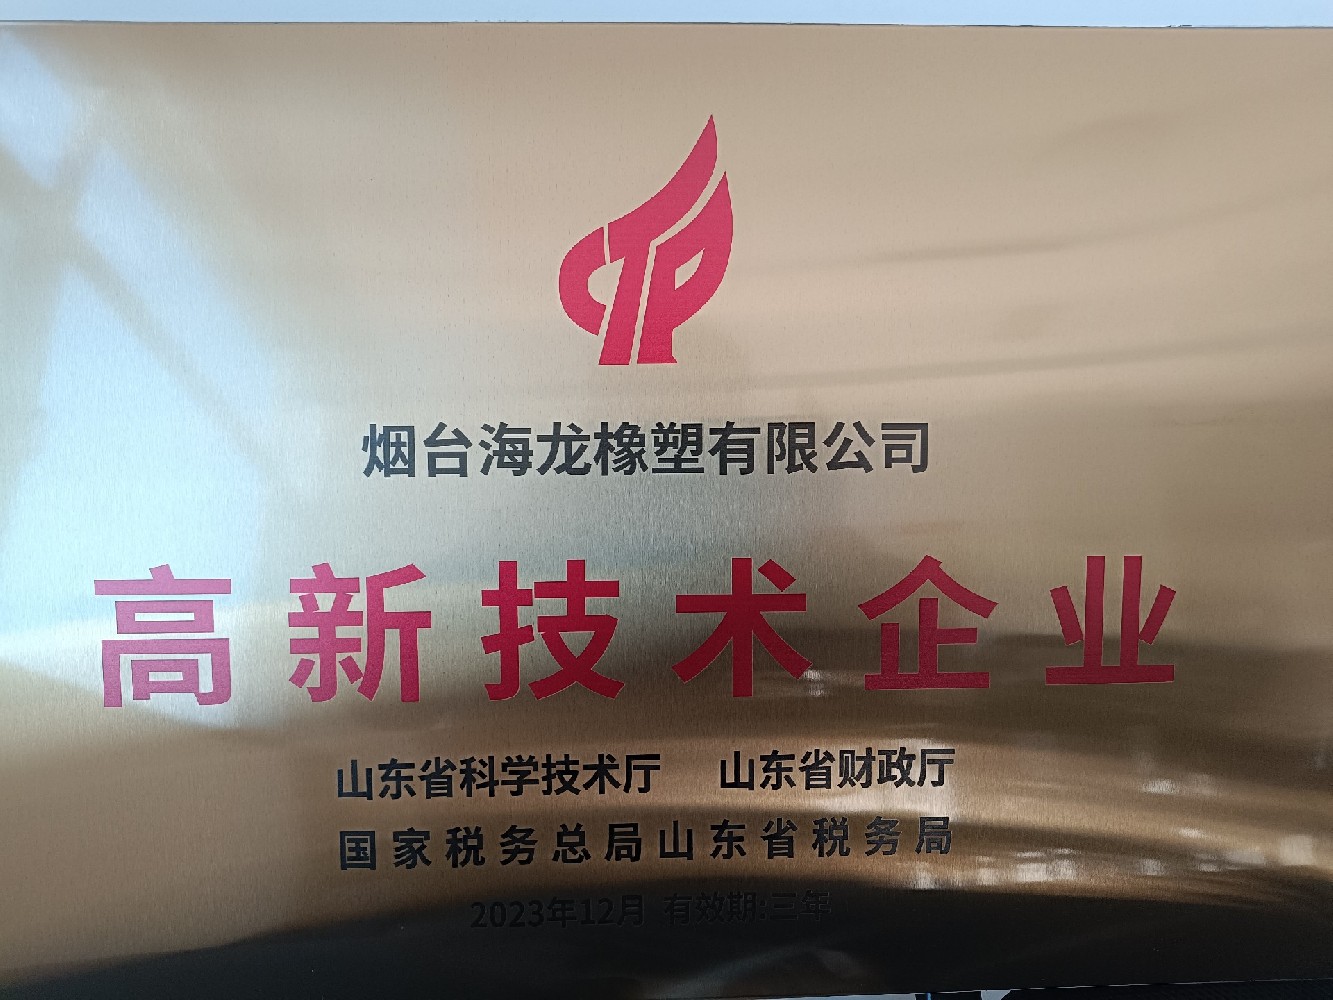 烟台海龙橡塑有限公司
高新技术企业
山东省科学技术厅 山东省财政厅
国家税务总局山东省税务局
2023年12月 有效期:三年